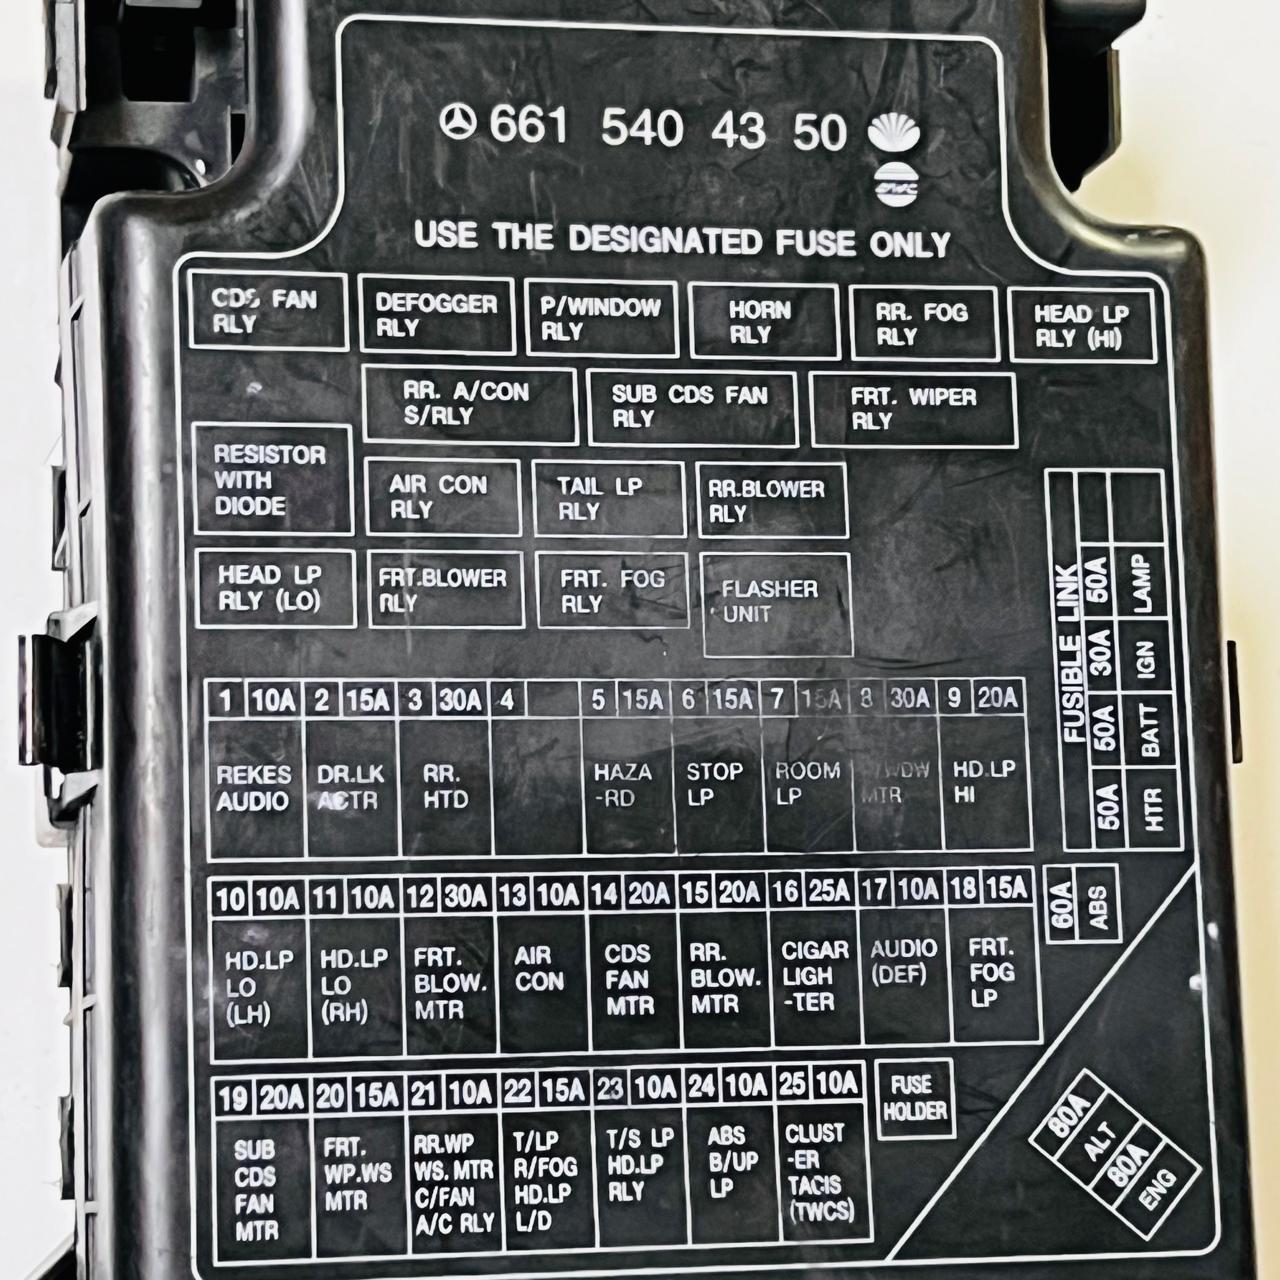 661 540 43 50
USE THE DESIGNATED FUSE ONLY
CDS FAN
RLY
DEFOGGER
RLY
P/WINDOW
RLY
HORN
RLY
RR. FOG
RLY
HEAD LP
RLY (HI)
RR. A/CON
S/RLY
SUB CDS FAN
RLY
FRT. WIPER
RLY
RESISTOR
WITH
DIODE
AIR CON
RLY
TAIL LP
RLY
RR.BLOWER
RLY
HEAD LP
RLY (LO)
FRT.BLOWER
RLY
FRT. FOG
RLY
FLASHER
UNIT
FUSIBLE LINK
50A LAMP
30A IGN
50A BATT
50A HTR
1 10A 2 15A 3 30A 4 5 15A 6 15A 7 15A 8 30A 9 20A
REKES
AUDIO
DR.LK
ACTR
RR.
HTD
HAZA
-RD
STOP
LP
ROOM
LP
MTR
HD.LP
HI
60A ABS
10 10A 11 10A 12 30A 13 10A 14 20A 15 20A 16 25A 17 10A 18 15A
HD.LP
LO
(LH)
HD.LP
LO
(RH)
FRT.
BLOW.
MTR
AIR
CON
CDS
FAN
MTR
RR.
BLOW.
MTR
CIGAR
LIGH
-TER
AUDIO
(DEF)
FRT.
FOG
LP
19 20A 20 15A 21 10A 22 15A 23 10A 24 10A 25 10A
SUB
CDS
FAN
MTR
FRT.
WP.WS
MTR
RR.WP
WS. MTR
C/FAN
A/C RLY
T/LP
R/FOG
HD.LP
L/D
T/S LP
HD.LP
RLY
ABS
B/UP
LP
CLUST
-ER
TACIS
(TWCS)
FUSE
HOLDER
80A ALT
80A ENG